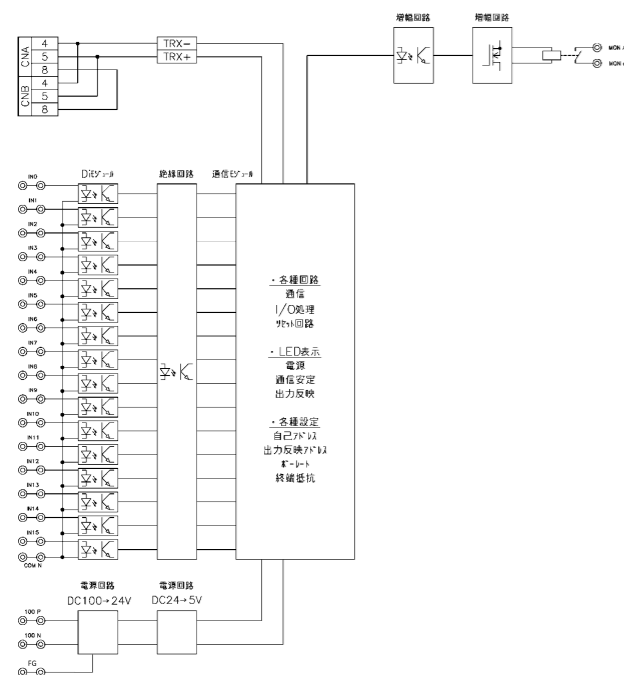 増幅回路 増幅回路
CNA
4 TRX-
5 TRX+
8
CNB
4
5
8
MON
MON
Diﾓｼﾞｭｰﾙ 絶縁回路 通信ﾓｼﾞｭｰﾙ
IN0
IN1
IN2
IN3
IN4
IN5
IN6
IN7
IN8
IN9
IN10
IN11
IN12
IN13
IN14
IN15
COM N
・各種回路
通信
I/O処理
ﾘｾｯﾄ回路
・LED表示
電源
通信安定
出力反映
・各種設定
自己ｱﾄﾞﾚｽ
出力反映ｱﾄﾞﾚｽ
ﾎﾞｰﾚｰﾄ
終端抵抗
電源回路 電源回路
DC100→24V DC24→5V
100 P
100 N
FG